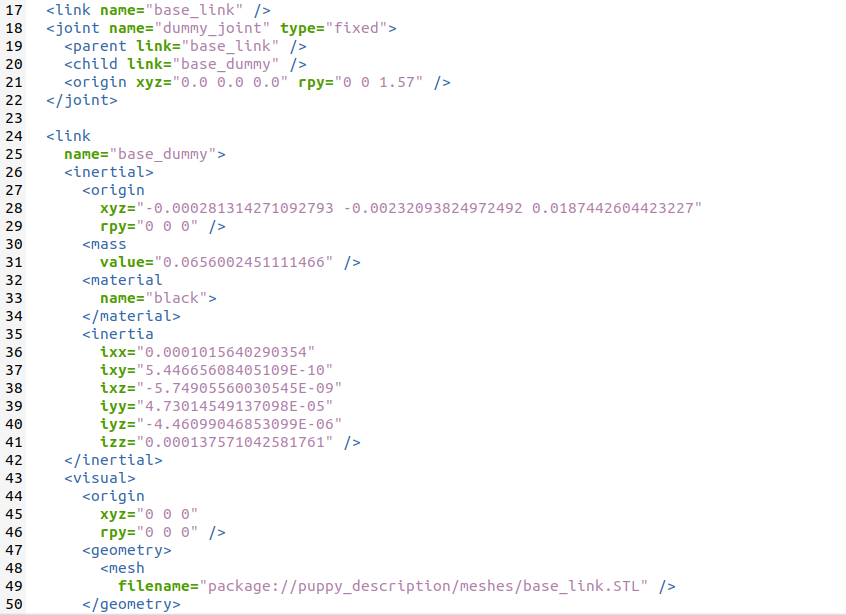 17 <link name="base_link" />
18 <joint name="dummy_joint" type="fixed">
19 <parent link="base_link" />
20 <child link="base_dummy" />
21 <origin xyz="0.0 0.0 0.0" rpy="0 0 1.57" />
22 </joint>
23
24 <link
25 name="base_dummy">
26 <inertial>
27 <origin
28 xyz="-0.000281314271092793 -0.00232093824972492 0.0187442604423227"
29 rpy="0 0 0" />
30 <mass
31 value="0.0656002451111466" />
32 <material
33 name="black">
34 </material>
35 <inertia
36 ixx="0.0001015640290354"
37 ixy="5.44665608405109E-10"
38 ixz="-5.74905560030545E-09"
39 iyy="4.73014549137098E-05"
40 iyz="-4.46099046853099E-06"
41 izz="0.000137571042581761" />
42 </inertial>
43 <visual>
44 <origin
45 xyz="0 0 0"
46 rpy="0 0 0" />
47 <geometry>
48 <mesh
49 filename="package://puppy_description/meshes/base_link.STL" />
50 </geometry>